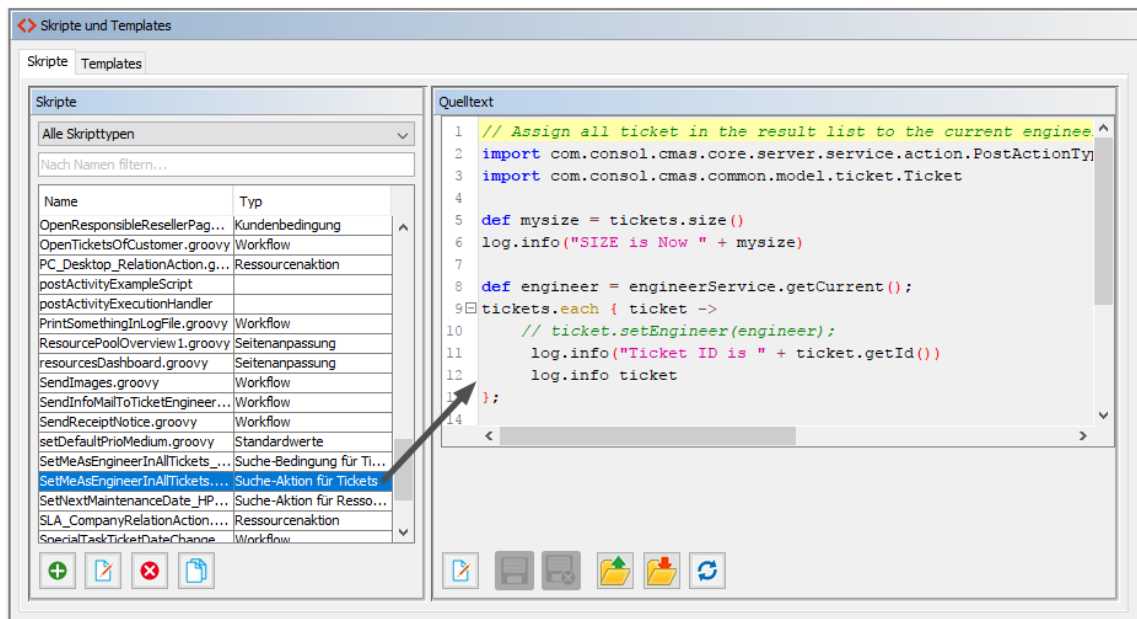 Skripte und Templates
Skripte Templates
Skripte
Alle Skripttypen
Nach Namen filtern...
Name Typ
OpenResponsibleResellerPag... Kundenbedingung
OpenTicketsOfCustomer.groovy Workflow
PC_Desktop_RelationAction.g... Ressourcenaktion
postActivityExampleScript
postActivityExecutionHandler
PrintSomethingInLogFile.groovy Workflow
ResourcePoolOverview1.groovy Seitenanpassung
resourcesDashboard.groovy Seitenanpassung
SendImages.groovy Workflow
SendInfoMailToTicketEngineer... Workflow
SendReceiptNotice.groovy Workflow
setDefaultPrioMedium.groovy Standardwerte
SetMeAsEngineerInAllTickets_... Suche-Bedingung für Ti...
SetMeAsEngineerInAllTickets.... Suche-Aktion für Tickets
SetNextMaintenanceDate_HP... Suche-Aktion für Resso...
SLA_CompanyRelationAction.... Ressourcenaktion
SpecialTaskTicketDateChange Workflow
Quelltext
1 // Assign all ticket in the result list to the current enginee
2 import com.consol.cmas.core.server.service.action.PostActionTy
3 import com.consol.cmas.common.model.ticket.Ticket
4
5 def mysize = tickets.size()
6 log.info("SIZE is Now " + mysize)
7
8 def engineer = engineerService.getCurrent();
9 tickets.each { ticket ->
10 // ticket.setEngineer(engineer);
11 log.info("Ticket ID is " + ticket.getId())
12 log.info ticket
};
14